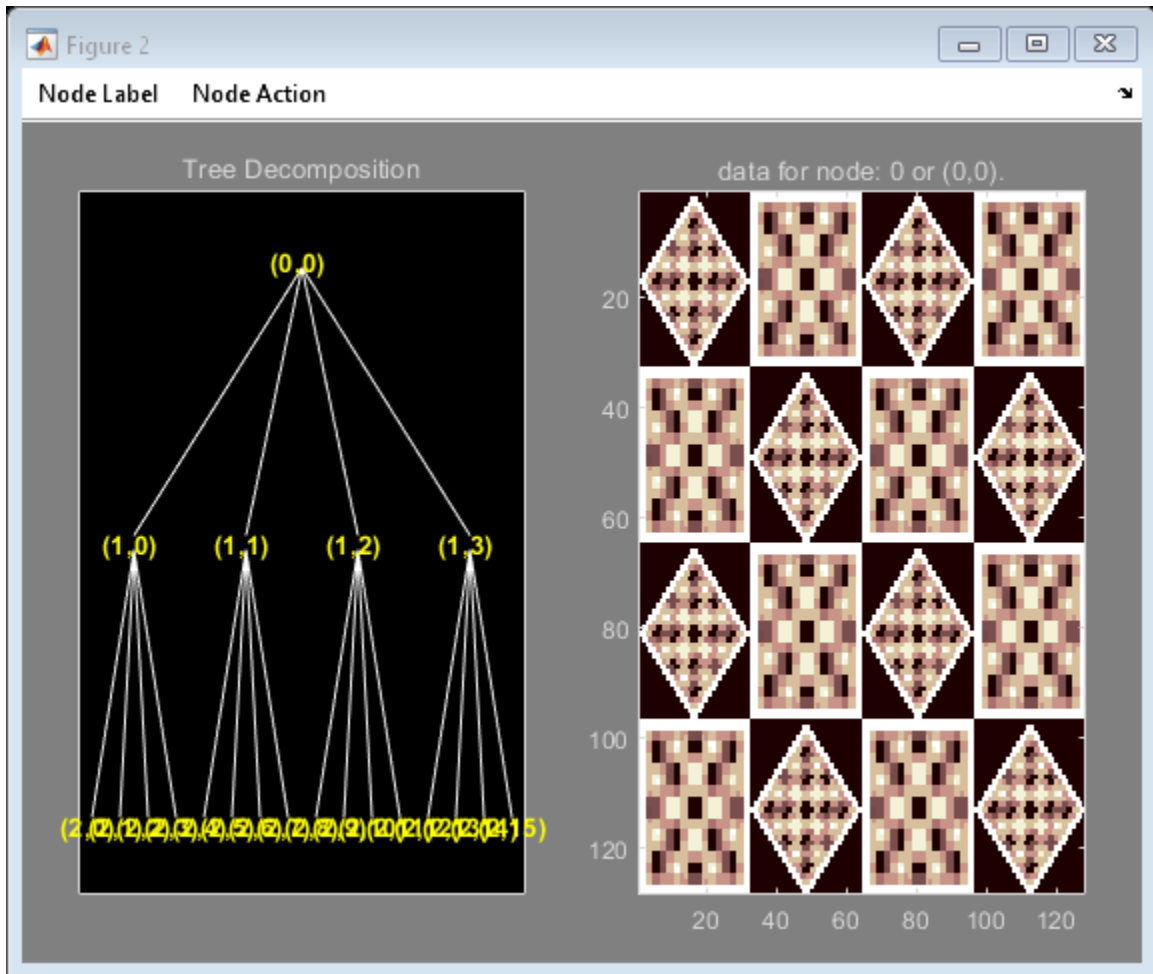 Figure 2
Node Label Node Action
Tree Decomposition
(0,0)
(1,0) (1,1) (1,2) (1,3)
data for node: 0 or (0,0).
20
40
60
80
100
120
20 40 60 80 100 120